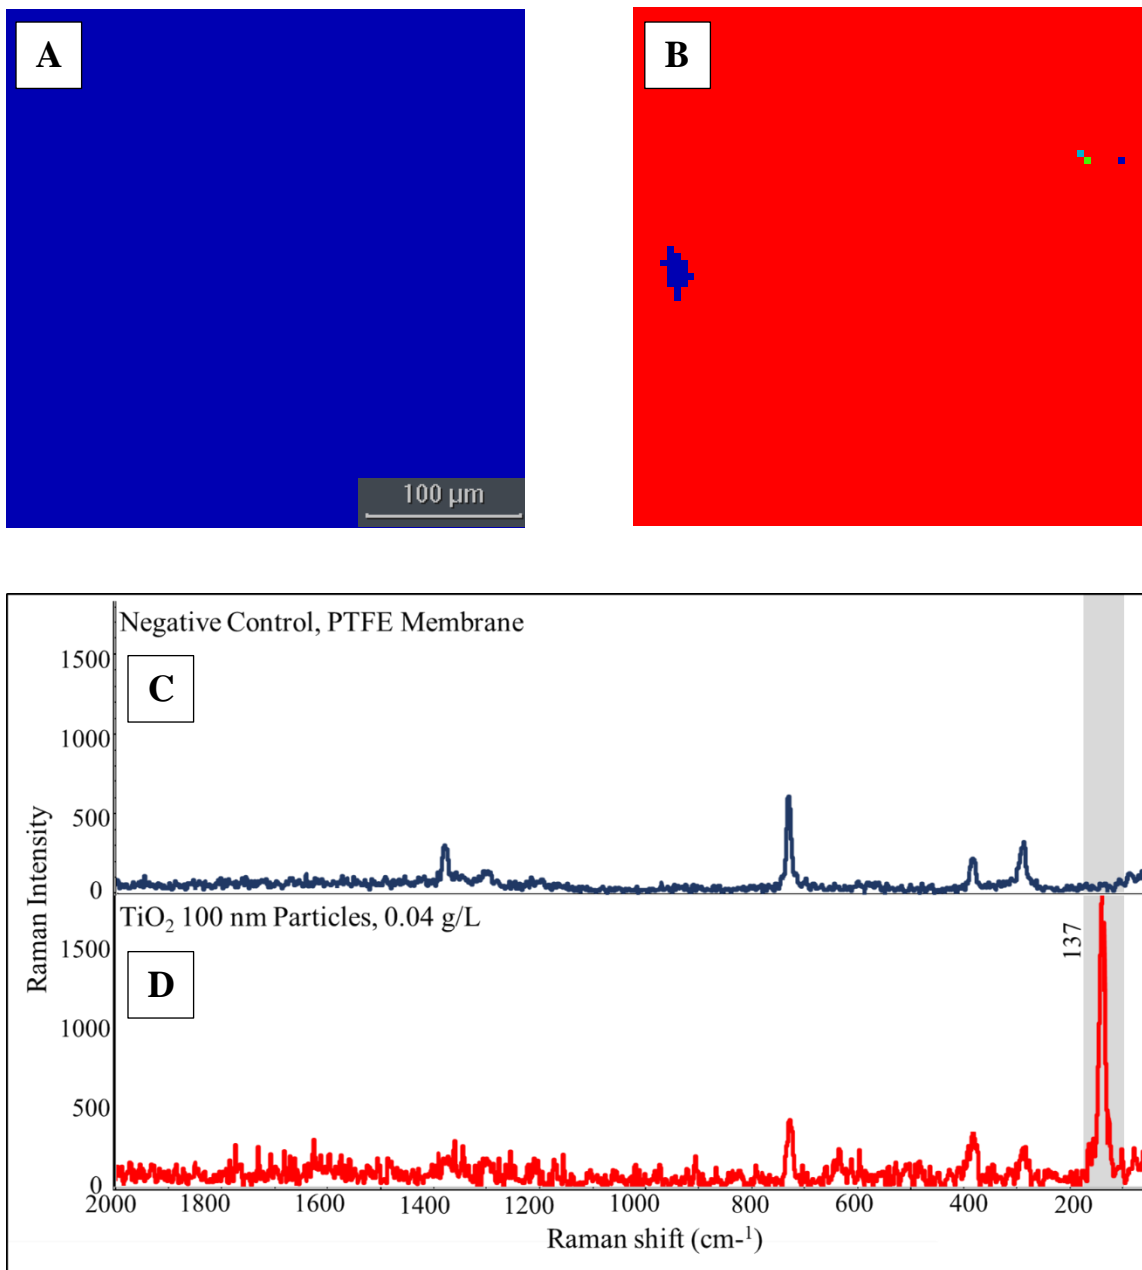 A
B
100 µm
Negative Control, PTFE Membrane
C
1500
1000
500
0
TiO₂ 100 nm Particles, 0.04 g/L
D
137
1500
1000
500
0
Raman Intensity
2000 1800 1600 1400 1200 1000 800 600 400 200
Raman shift (cm-¹)